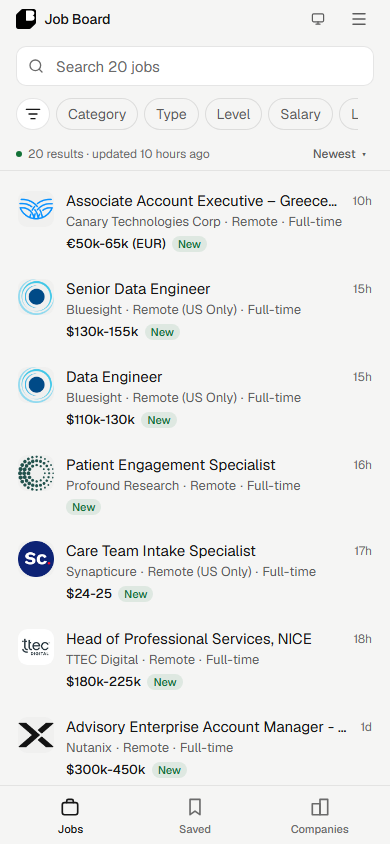 Job Board
Search 20 jobs
Category
Type
Level
Salary
L
20 results · updated 10 hours ago
Newest
Associate Account Executive – Greece...
10h
Canary Technologies Corp · Remote · Full-time
€50k-65k (EUR) New
Senior Data Engineer
15h
Bluesight · Remote (US Only) · Full-time
$130k-155k New
Data Engineer
15h
Bluesight · Remote (US Only) · Full-time
$110k-130k New
Patient Engagement Specialist
16h
Profound Research · Remote · Full-time
New
Sc.
Care Team Intake Specialist
17h
Synapticure · Remote (US Only) · Full-time
$24-25 New
ttec
DIGITAL
Head of Professional Services, NICE
18h
TTEC Digital · Remote · Full-time
$180k-225k New
Advisory Enterprise Account Manager - ...
1d
Nutanix · Remote · Full-time
$300k-450k New
Jobs
Saved
Companies